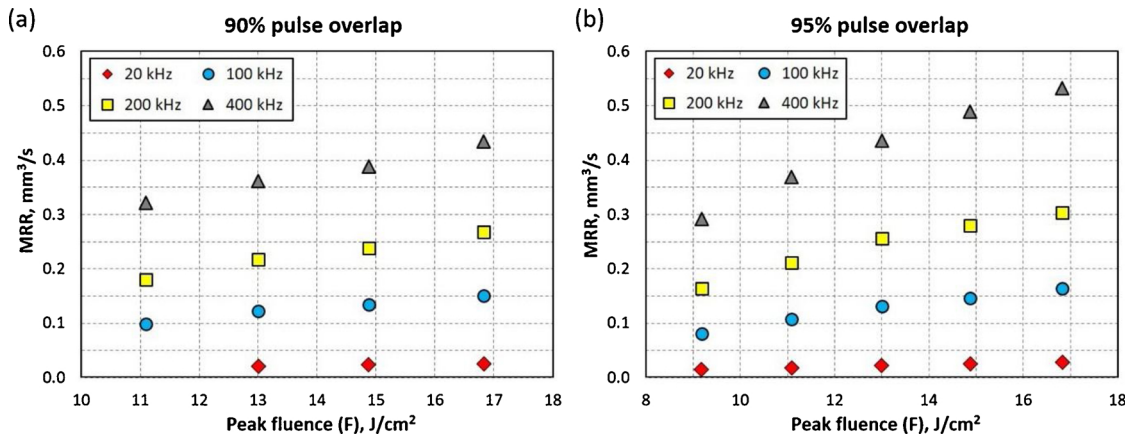 (a)
90% pulse overlap
MRR, mm³/s
0.6
0.5
0.4
0.3
0.2
0.1
0.0
20 kHz 100 kHz
200 kHz 400 kHz
10 11 12 13 14 15 16 17 18
Peak fluence (F), J/cm²
(b)
95% pulse overlap
MRR, mm³/s
0.6
0.5
0.4
0.3
0.2
0.1
0.0
20 kHz 100 kHz
200 kHz 400 kHz
8 10 12 14 16 18
Peak fluence (F), J/cm²